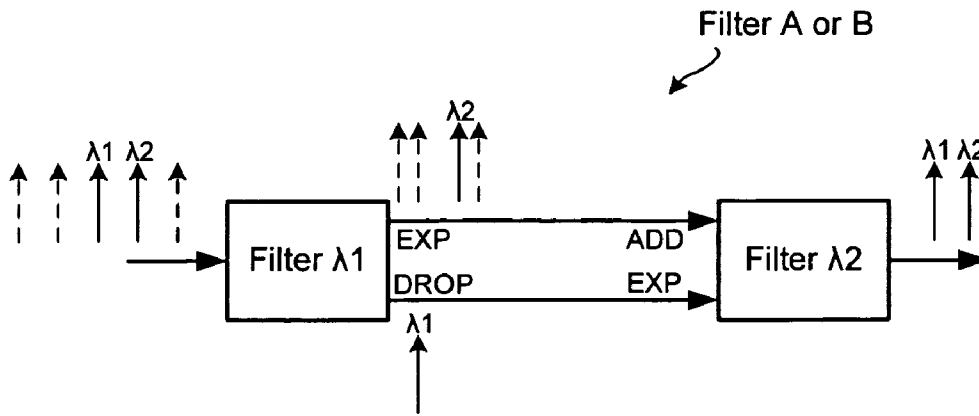 Filter A or B
λ2
λ1 λ2
λ1 λ2
Filter λ1
EXP
ADD
Filter λ2
DROP
EXP
λ1